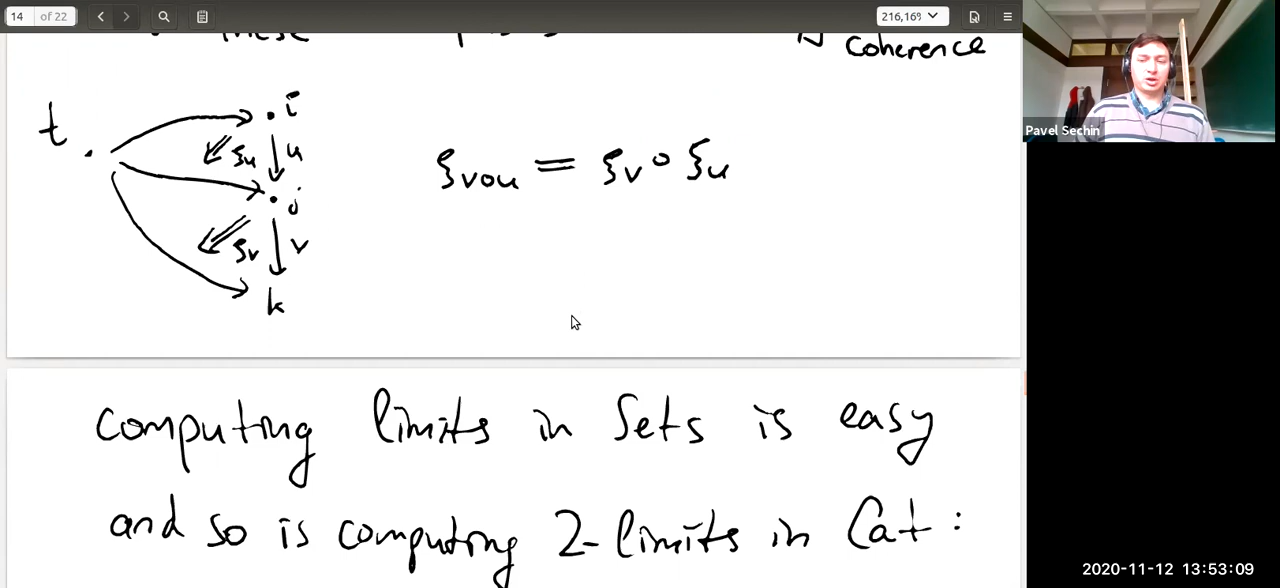 14 of 22
216,16%
coherence
t
i
ξu u
ξv∘u = ξv ∘ ξu
j
ξv v
k
Pavel Sechin
computing limits in Sets is easy
and so is computing 2-limits in Cat :
2020-11-12 13:53:09